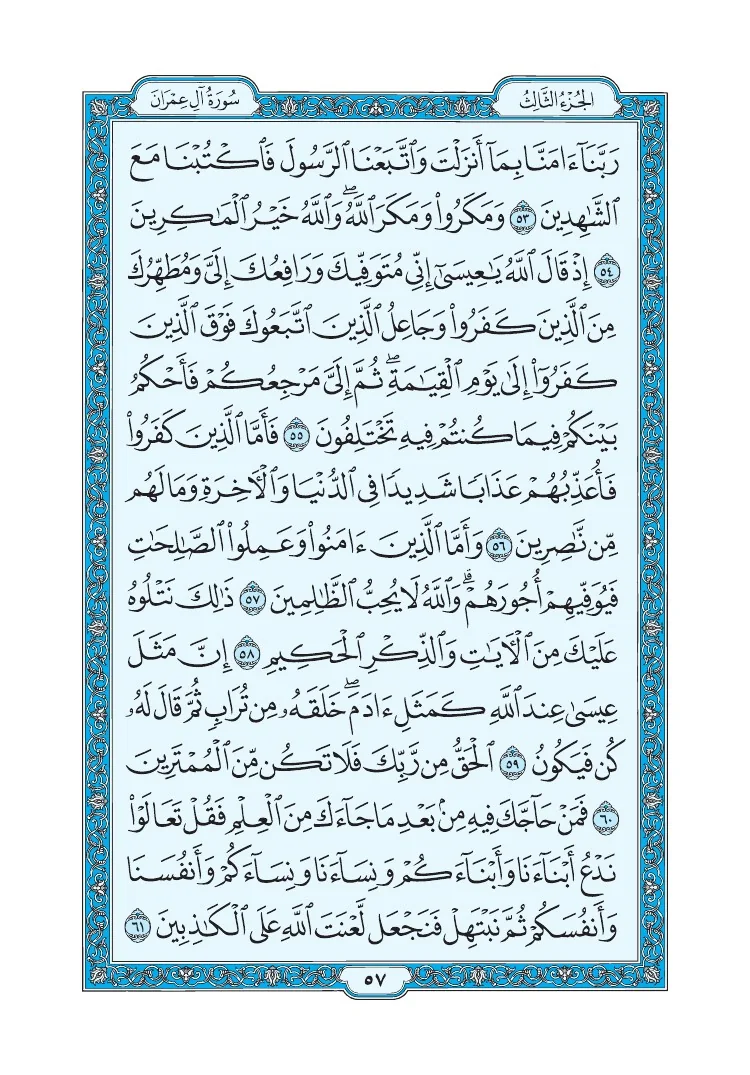 الجُزْءُ الثَّالِثُ
سُورَةُ آلِ عِمْرَانَ
رَبَّنَآ ءَامَنَّا بِمَآ أَنزَلْتَ وَٱتَّبَعْنَا ٱلرَّسُولَ فَٱكْتُبْنَا مَعَ
ٱلشَّٰهِدِينَ ٥٣ وَمَكَرُوا۟ وَمَكَرَ ٱللَّهُ ۖ وَٱللَّهُ خَيْرُ ٱلْمَٰكِرِينَ
٥٤ إِذْ قَالَ ٱللَّهُ يَٰعِيسَىٰٓ إِنِّى مُتَوَفِّيكَ وَرَافِعُكَ إِلَىَّ وَمُطَهِّرُكَ
مِنَ ٱلَّذِينَ كَفَرُوا۟ وَجَاعِلُ ٱلَّذِينَ ٱتَّبَعُوكَ فَوْقَ ٱلَّذِينَ
كَفَرُوٓا۟ إِلَىٰ يَوْمِ ٱلْقِيَٰمَةِ ۖ ثُمَّ إِلَىَّ مَرْجِعُكُمْ فَأَحْكُمُ
بَيْنَكُمْ فِيمَا كُنتُمْ فِيهِ تَخْتَلِفُونَ ٥٥ فَأَمَّا ٱلَّذِينَ كَفَرُوا۟
فَأُعَذِّبُهُمْ عَذَابًا شَدِيدًا فِى ٱلدُّنْيَا وَٱلْءَاخِرَةِ وَمَا لَهُم
مِّن نَّٰصِرِينَ ٥٦ وَأَمَّا ٱلَّذِينَ ءَامَنُوا۟ وَعَمِلُوا۟ ٱلصَّٰلِحَٰتِ
فَيُوَفِّيهِمْ أُجُورَهُمْ ۗ وَٱللَّهُ لَا يُحِبُّ ٱلظَّٰلِمِينَ ٥٧ ذَٰلِكَ نَتْلُوهُ
عَلَيْكَ مِنَ ٱلْءَايَٰتِ وَٱلذِّكْرِ ٱلْحَكِيمِ ٥٨ إِنَّ مَثَلَ
عِيسَىٰ عِندَ ٱللَّهِ كَمَثَلِ ءَادَمَ ۖ خَلَقَهُۥ مِن تُرَابٍ ثُمَّ قَالَ لَهُۥ
كُن فَيَكُونُ ٥٩ ٱلْحَقُّ مِن رَّبِّكَ فَلَا تَكُن مِّنَ ٱلْمُمْتَرِينَ
٦٠ فَمَنْ حَآجَّكَ فِيهِ مِنۢ بَعْدِ مَا جَآءَكَ مِنَ ٱلْعِلْمِ فَقُلْ تَعَالَوْا۟
نَدْعُ أَبْنَآءَنَا وَأَبْنَآءَكُمْ وَنِسَآءَنَا وَنِسَآءَكُمْ وَأَنفُسَنَا
وَأَنفُسَكُمْ ثُمَّ نَبْتَهِلْ فَنَجْعَل لَّعْنَتَ ٱللَّهِ عَلَى ٱلْكَٰذِبِينَ ٦١
٥٧